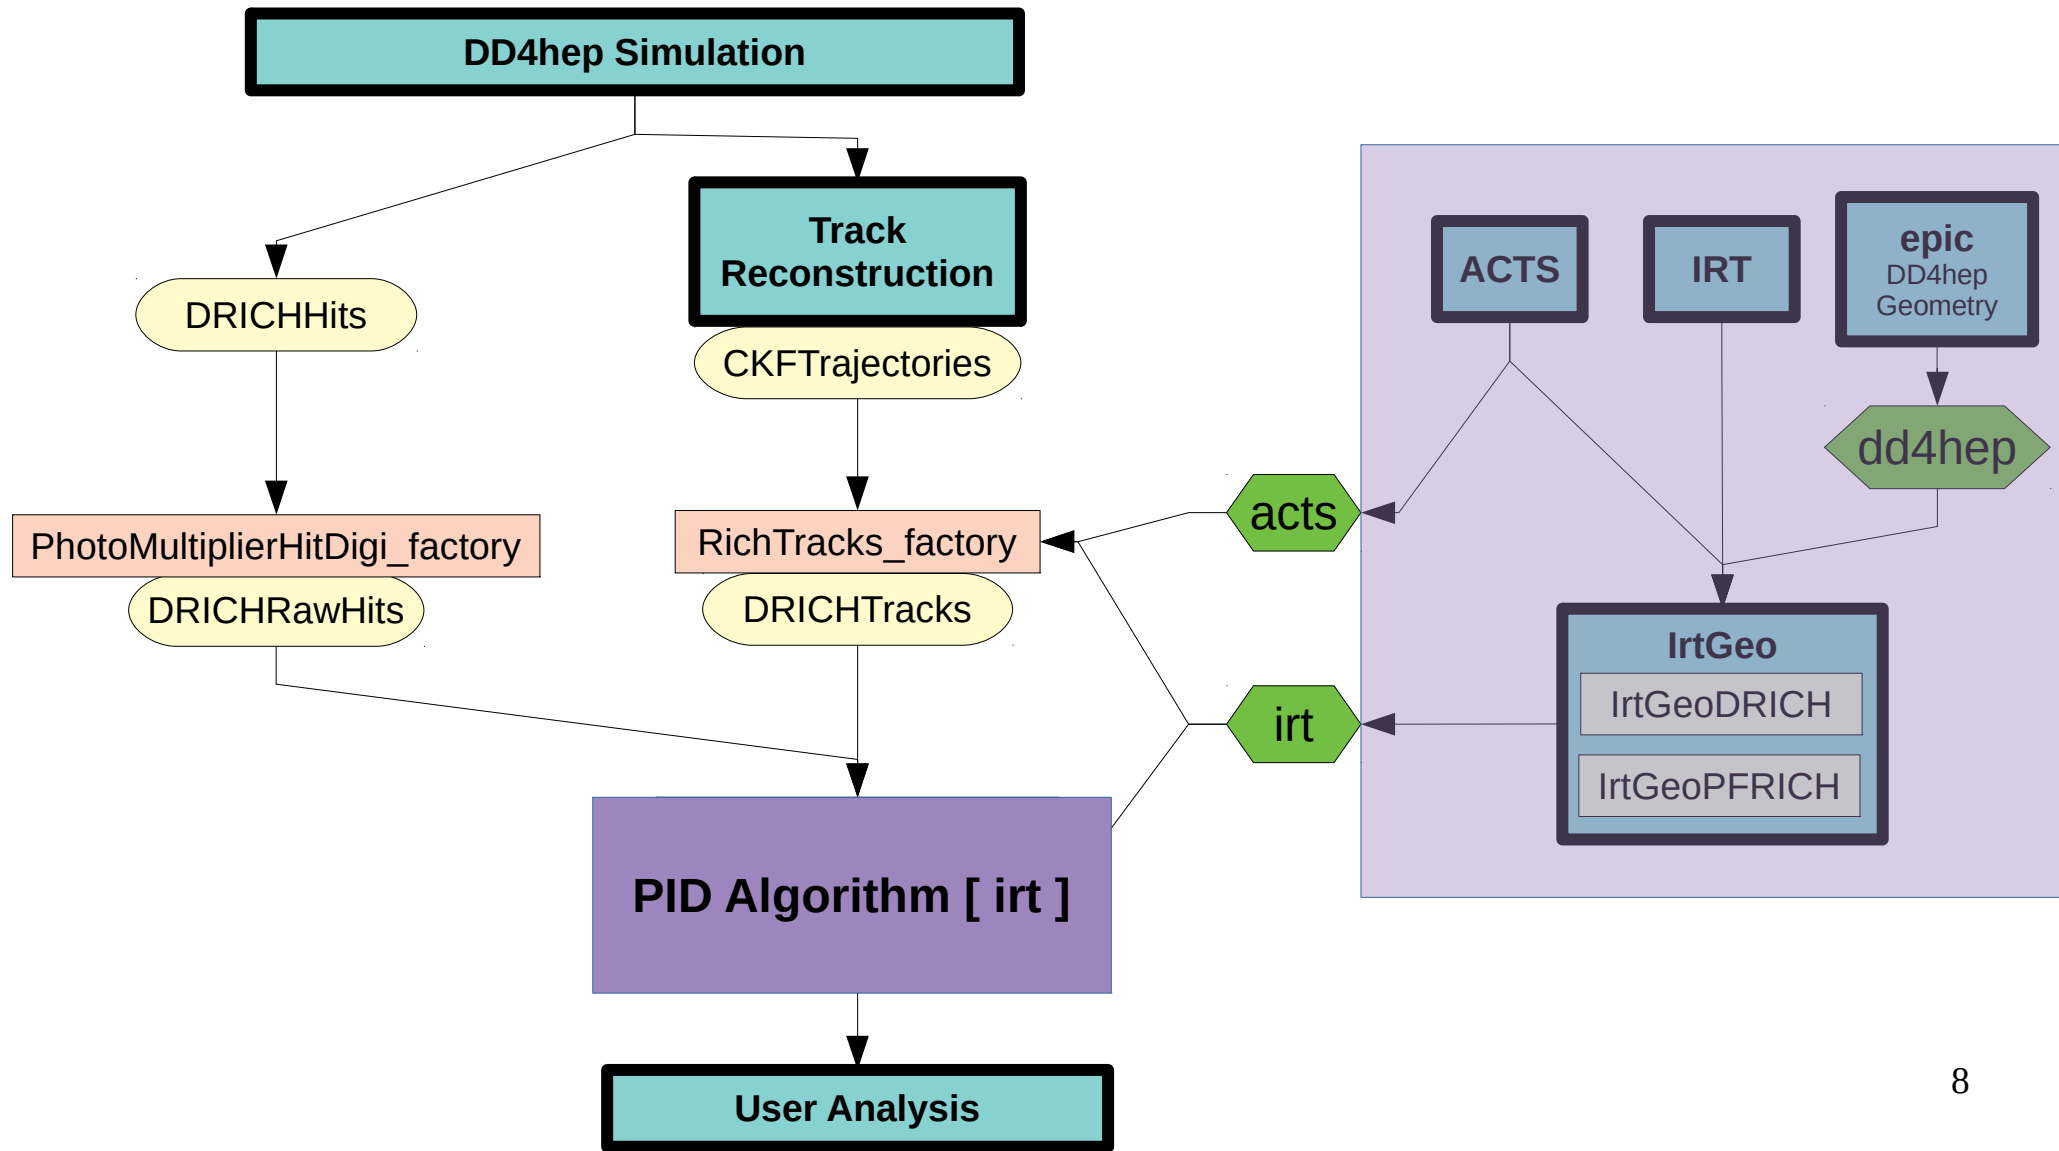 DD4hep Simulation
Track
Reconstruction
DRICHHits
CKFTrajectories
PhotoMultiplierHitDigi_factory
DRICHRawHits
RichTracks_factory
DRICHTracks
acts
irt
ACTS
IRT
epic
DD4hep
Geometry
dd4hep
IrtGeo
IrtGeoDRICH
IrtGeoPFRICH
PID Algorithm [ irt ]
User Analysis
8